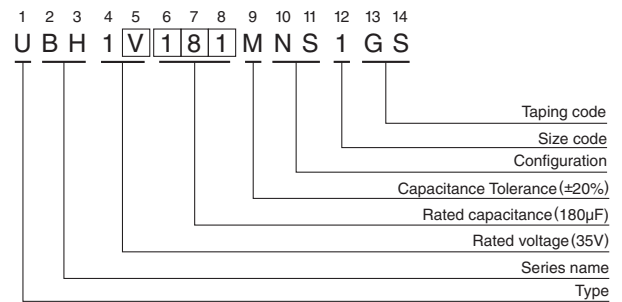 1 2 3 4 5 6 7 8 9 10 11 12 13 14
U B H 1 V 1 8 1 M N S 1 G S
Taping code
Size code
Configuration
Capacitance Tolerance (±20%)
Rated capacitance (180µF)
Rated voltage (35V)
Series name
Type